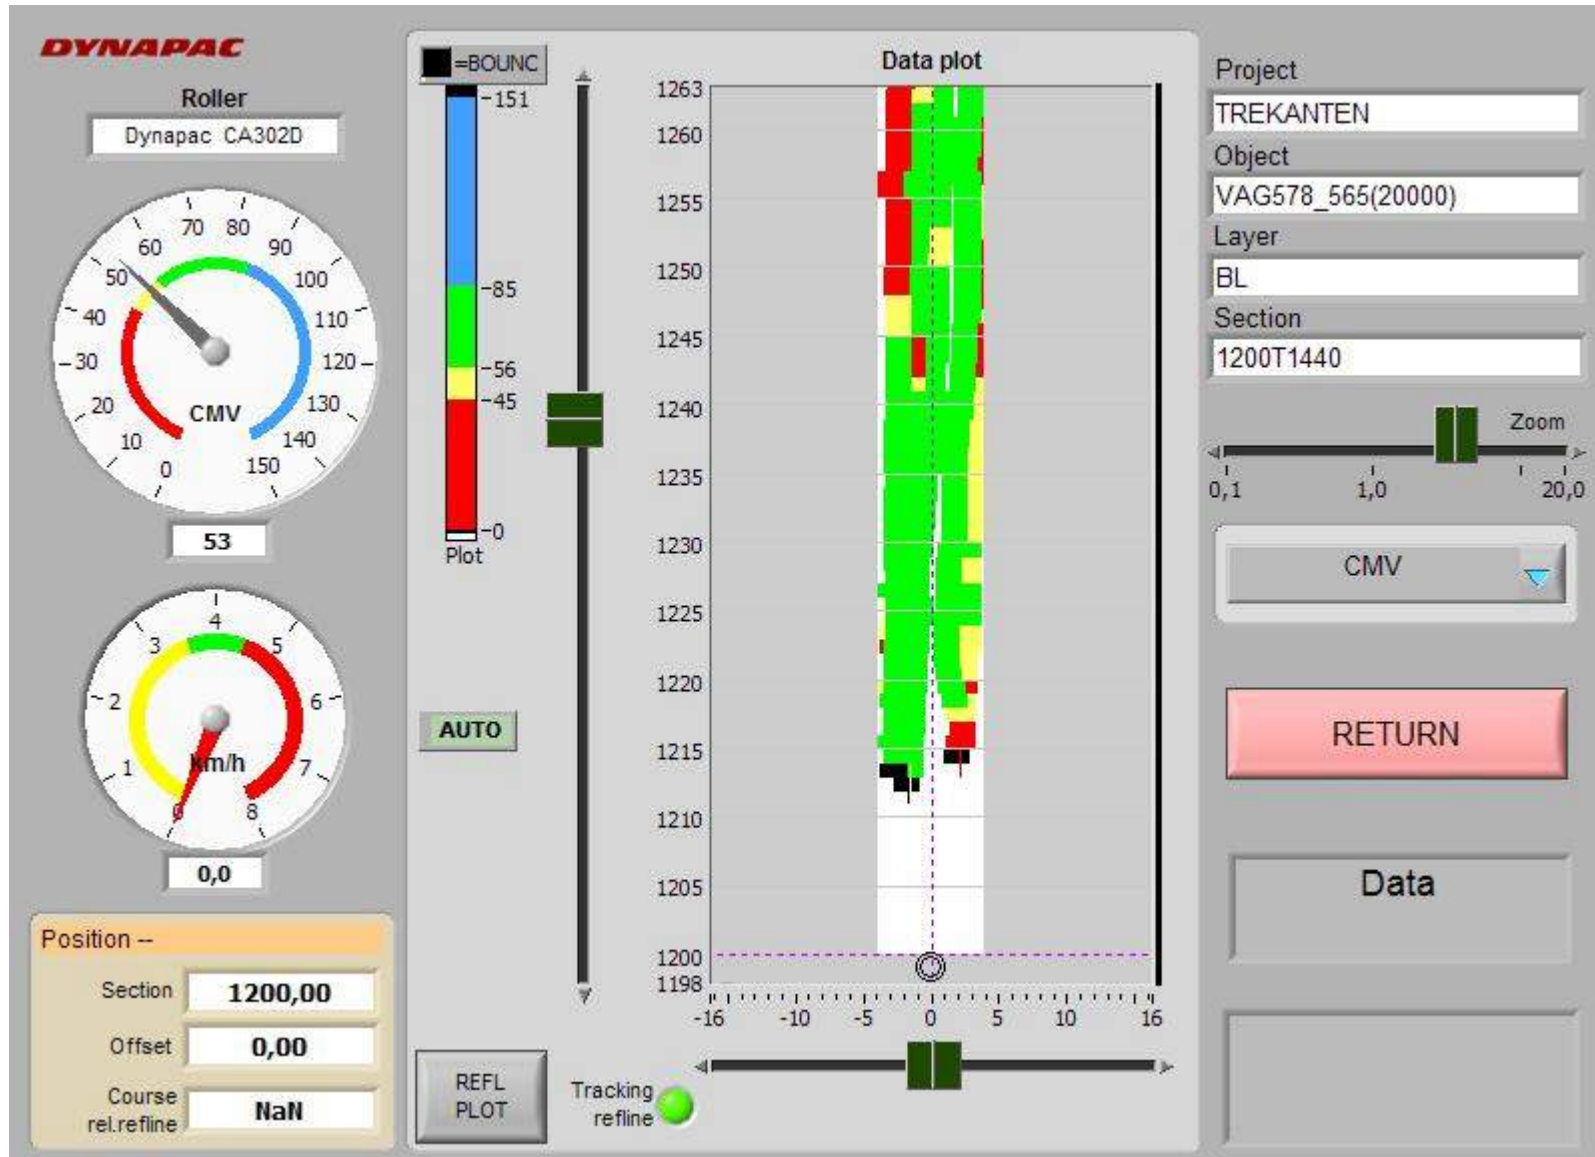 DYNAPAC
Roller
Dynapac CA302D
0
10
20
30
40
50
60
70
80
90
100
110
120
130
140
150
CMV
53
0
1
2
3
4
5
6
7
8
km/h
0,0
Position --
Section 1200,00
Offset 0,00
Course
rel.refline
NaN
=BOUNC
151
85
56
45
0
Plot
AUTO
REFL
PLOT
Tracking
refline
Data plot
1263
1260
1255
1250
1245
1240
1235
1230
1225
1220
1215
1210
1205
1200
1198
-16 -10 -5 0 5 10 16
Project
TREKANTEN
Object
VAG578_565(20000)
Layer
BL
Section
1200T1440
Zoom
0,1 1,0 20,0
CMV
RETURN
Data